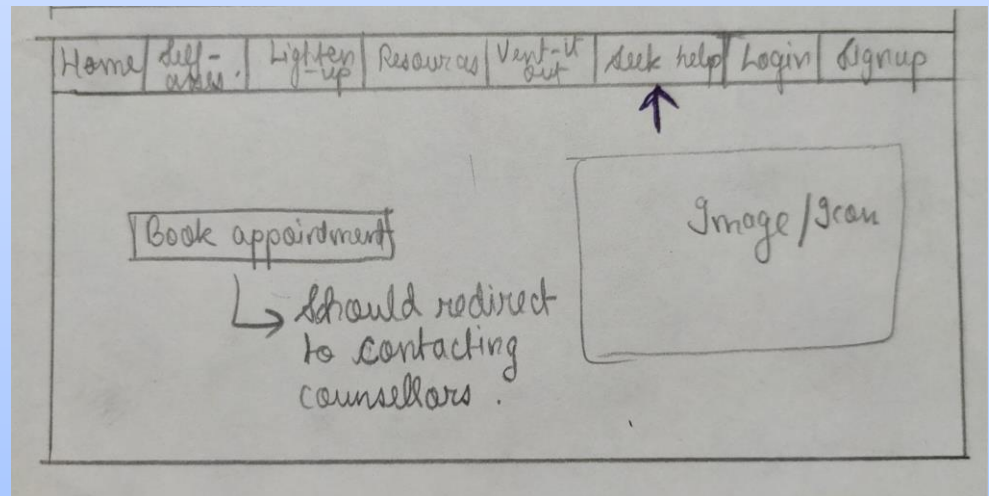 Home
Self-
asses.
Lighten
-up
Resources
Vent-it
out
Seek help
Login
Signup
Book appointment
Image/Icon
Should redirect
to contacting
counsellors.